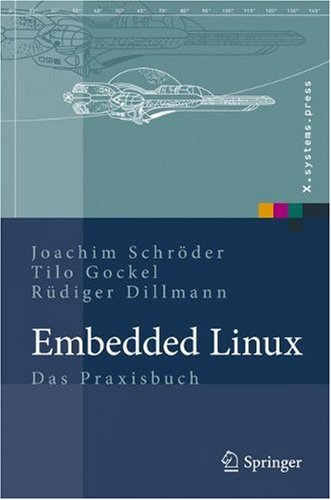 X.systems.press
Joachim Schröder
Tilo Gockel
Rüdiger Dillmann
Embedded Linux
Das Praxisbuch
Springer